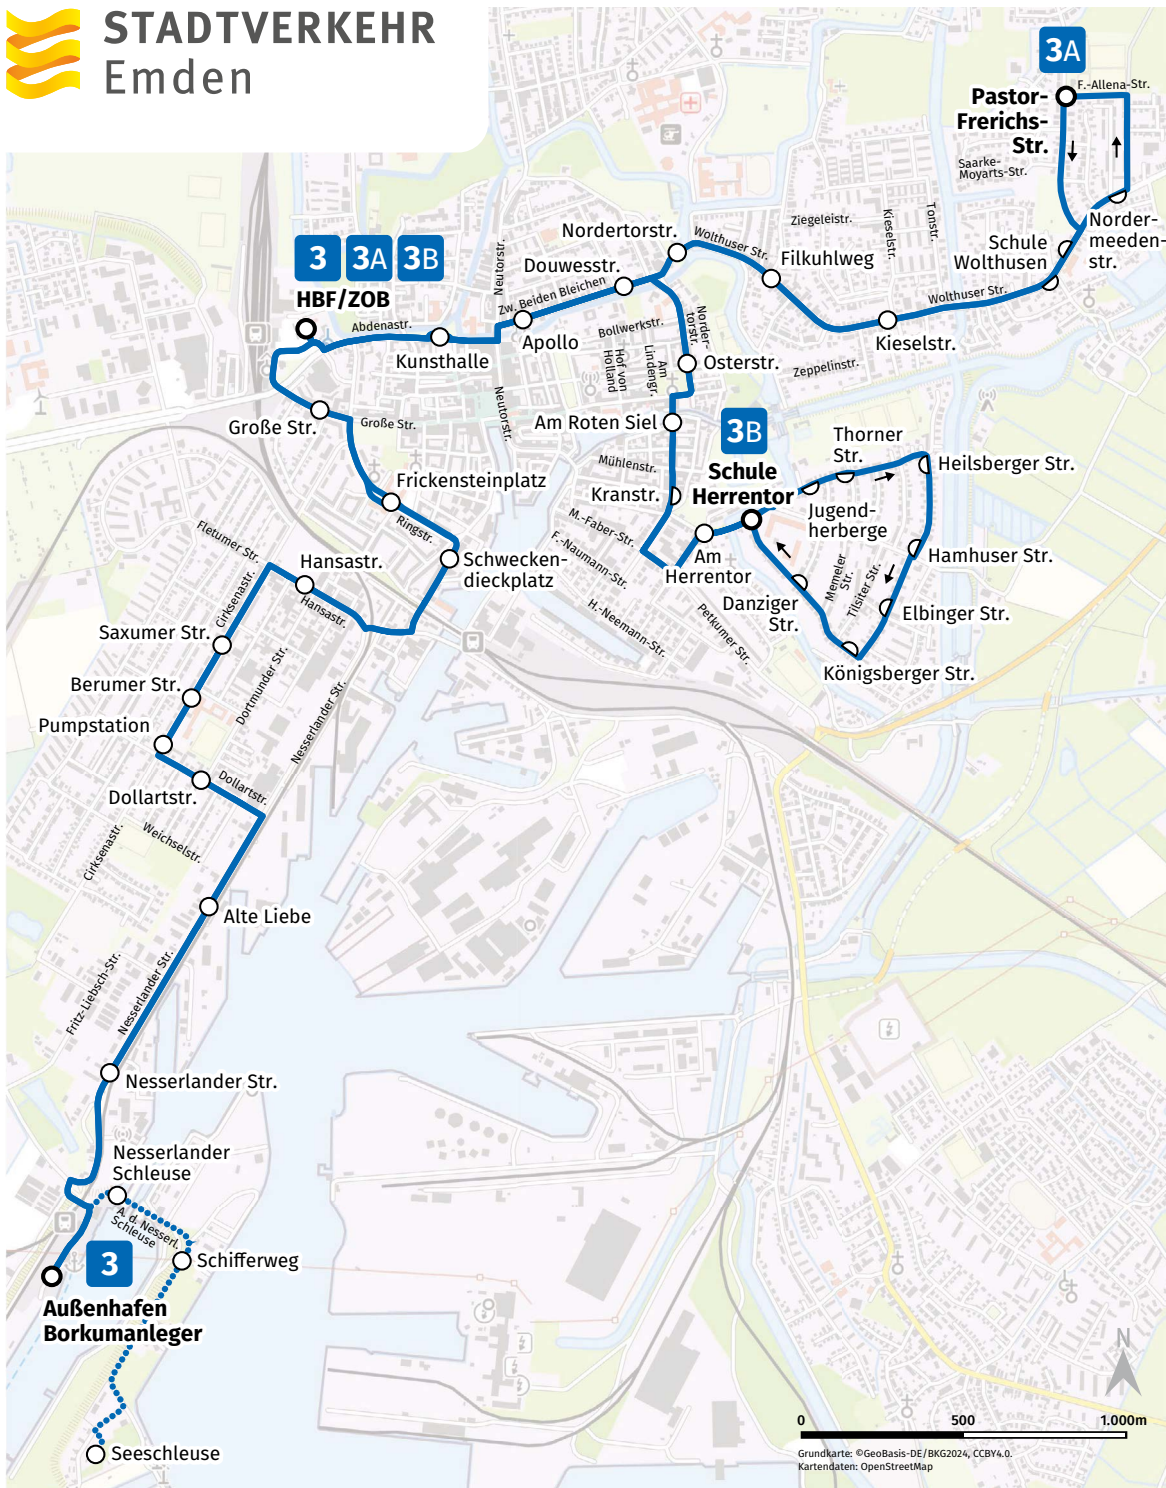 STADTVERKEHR
Emden
3A
F.-Allena-Str.
Pastor-
Frerichs-
Str.
Saarke-
Moyarts-Str.
Ziegeleistr.
Kieselstr.
Tonstr.
Norder-
meeden-
str.
Schule
Wolthusen
Wolthuser Str.
Nordertorstr.
Wolthuser Str.
Filkuhlweg
Douwesstr.
Zw. Beiden Bleichen
Neutorstr.
3 3A 3B
HBF/ZOB
Abdenastr.
Kunsthalle
Apollo
Bollwerkstr.
Norder-
torstr.
Hof von
Holland
Am
Lindengr.
Osterstr.
Kieselstr.
Zeppelinstr.
Neutorstr.
Große Str.
Große Str.
Am Roten Siel
3B
Schule
Herrentor
Thorner
Str.
Heilsberger Str.
Mühlenstr.
Kranstr.
Frickensteinplatz
Ringstr.
Jugend-
herberge
M.-Faber-Str.
F.-Naumann-Str.
Am
Herrentor
Hamhuser Str.
Fletumer Str.
Hansastr.
Schwecken-
dieckplatz
Memeler
Str.
Tilsiter Str.
Danziger
Str.
Elbinger Str.
Cirksenastr.
Hansastr.
H.-Neemann-Str.
Petkumer Str.
Saxumer Str.
Königsberger Str.
Berumer Str.
Dortmunder Str.
Nesserlander Str.
Pumpstation
Dollartstr.
Dollartstr.
Weichselstr.
Cirksenastr.
Alte Liebe
Fritz-Liebsch-Str.
Nesserlander Str.
Nesserlander Str.
Nesserlander
Schleuse
A. d. Nesserl.
Schleuse
Schifferweg
3
Außenhafen
Borkumanleger
Seeschleuse
N
0 500 1.000m
Grundkarte: ©GeoBasis-DE/BKG2024, CCBY4.0.
Kartendaten: OpenStreetMap